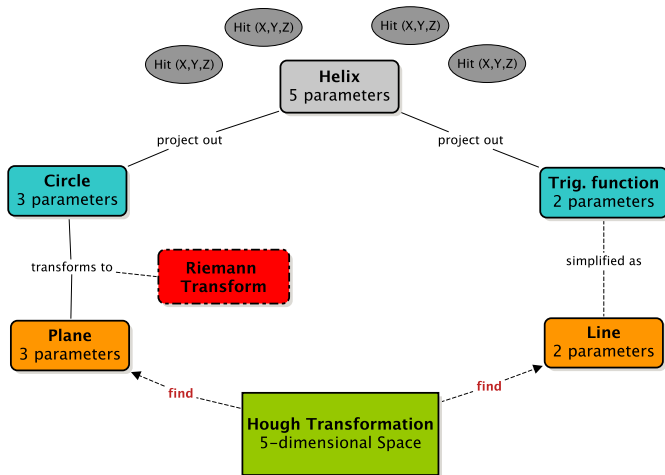 Hit (X,Y,Z)
Hit (X,Y,Z)
Hit (X,Y,Z)
Hit (X,Y,Z)
Helix
5 parameters
project out
project out
Circle
3 parameters
Trig. function
2 parameters
transforms to
Riemann
Transform
simplified as
Plane
3 parameters
Line
2 parameters
find
find
Hough Transformation
5-dimensional Space